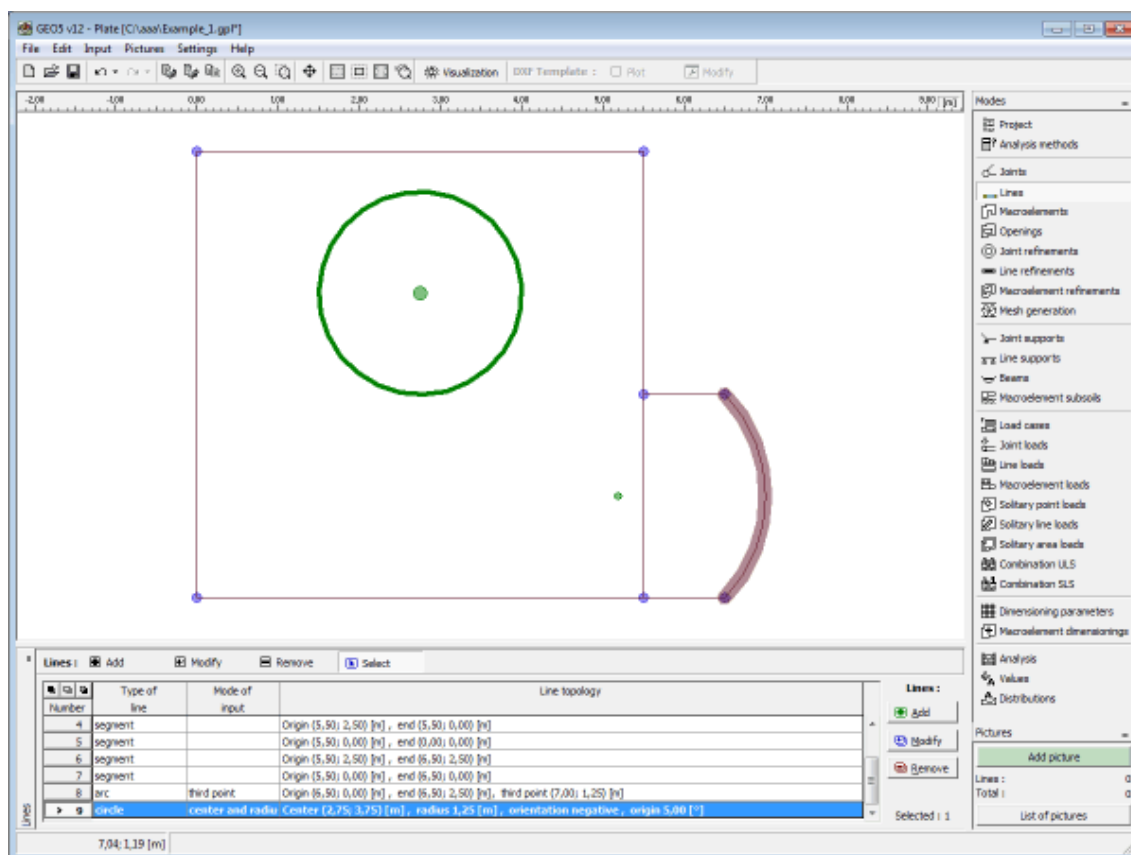 GEO5 v12 - Plate [C:\aaa\Example_1.gpl*]
File Edit Input Pictures Settings Help
Visualization DXF Template : Plot Modify
-2,00 -1,00 0,00 1,00 2,00 3,00 4,00 5,00 6,00 7,00 8,00 9,00 [m]
Modes
Project
Analysis methods
Joints
Lines
Macroelements
Openings
Joint refinements
Line refinements
Macroelement refinements
Mesh generation
Joint supports
Line supports
Beams
Macroelement subsoils
Load cases
Joint loads
Line loads
Macroelement loads
Solitary point loads
Solitary line loads
Solitary area loads
Combination ULS
Combination SLS
Dimensioning parameters
Macroelement dimensionings
Analysis
Values
Distributions
Pictures
Add picture
Lines : 0
Total : 0
List of pictures
Lines
Lines : Add Modify Remove Select
Number Type of line Mode of input Line topology
4 segment Origin (5,50; 2,50) [m] , end (5,50; 0,00) [m]
5 segment Origin (5,50; 0,00) [m] , end (0,00; 0,00) [m]
6 segment Origin (5,50; 2,50) [m] , end (6,50; 2,50) [m]
7 segment Origin (5,50; 0,00) [m] , end (6,50; 0,00) [m]
8 arc third point Origin (6,50; 0,00) [m] , end (6,50; 2,50) [m], third point (7,00; 1,25) [m]
9 circle center and radiu Center (2,75; 3,75) [m] , radius 1,25 [m] , orientation negative , origin 5,00 [°]
Lines :
Add
Modify
Remove
Selected : 1
7,04; 1,19 [m]